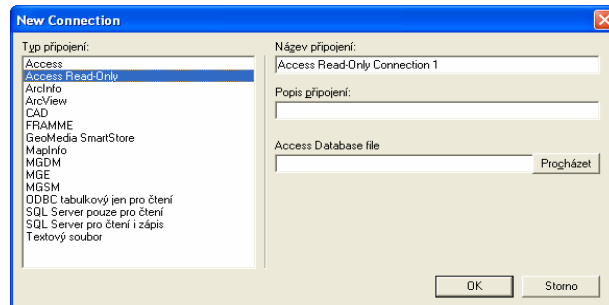 New Connection
Typ připojení:
Access
Access Read-Only
ArcInfo
ArcView
CAD
FRAMME
GeoMedia SmartStore
MapInfo
MGDM
MGE
MGSM
ODBC tabulkový jen pro čtení
SQL Server pouze pro čtení
SQL Server pro čtení i zápis
Textový soubor
Název připojení:
Access Read-Only Connection 1
Popis připojení:
Access Database file
Procházet
OK
Storno